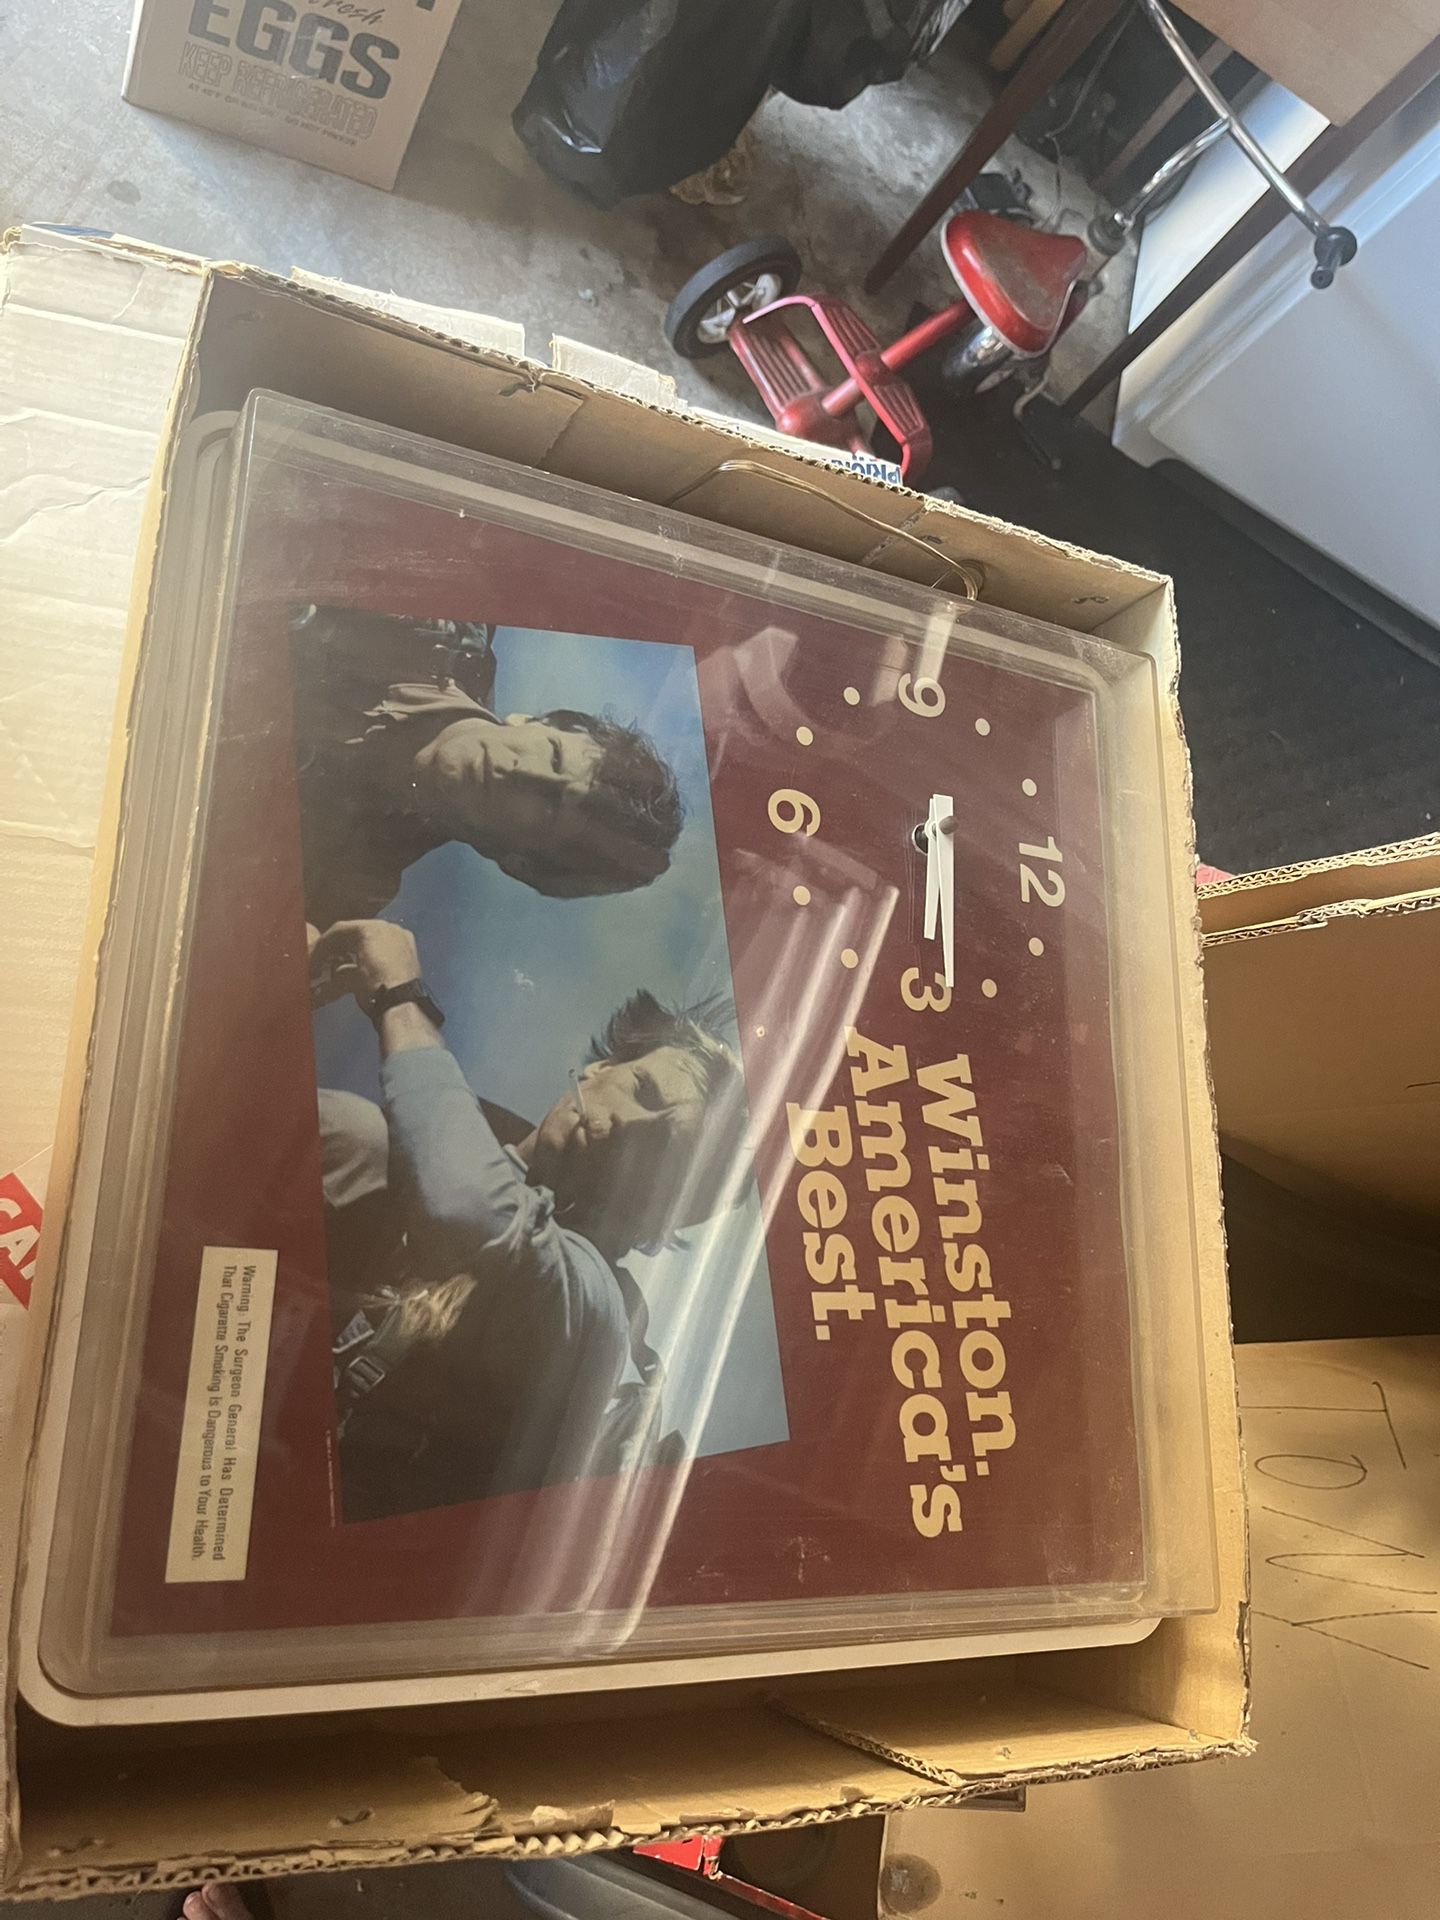 Fresh
EGGS
KEEP REFRIGERATED
12
9
3
6
Winston.
America's
Best.
Warning: The Surgeon General Has Determined
That Cigarette Smoking Is Dangerous to Your Health.